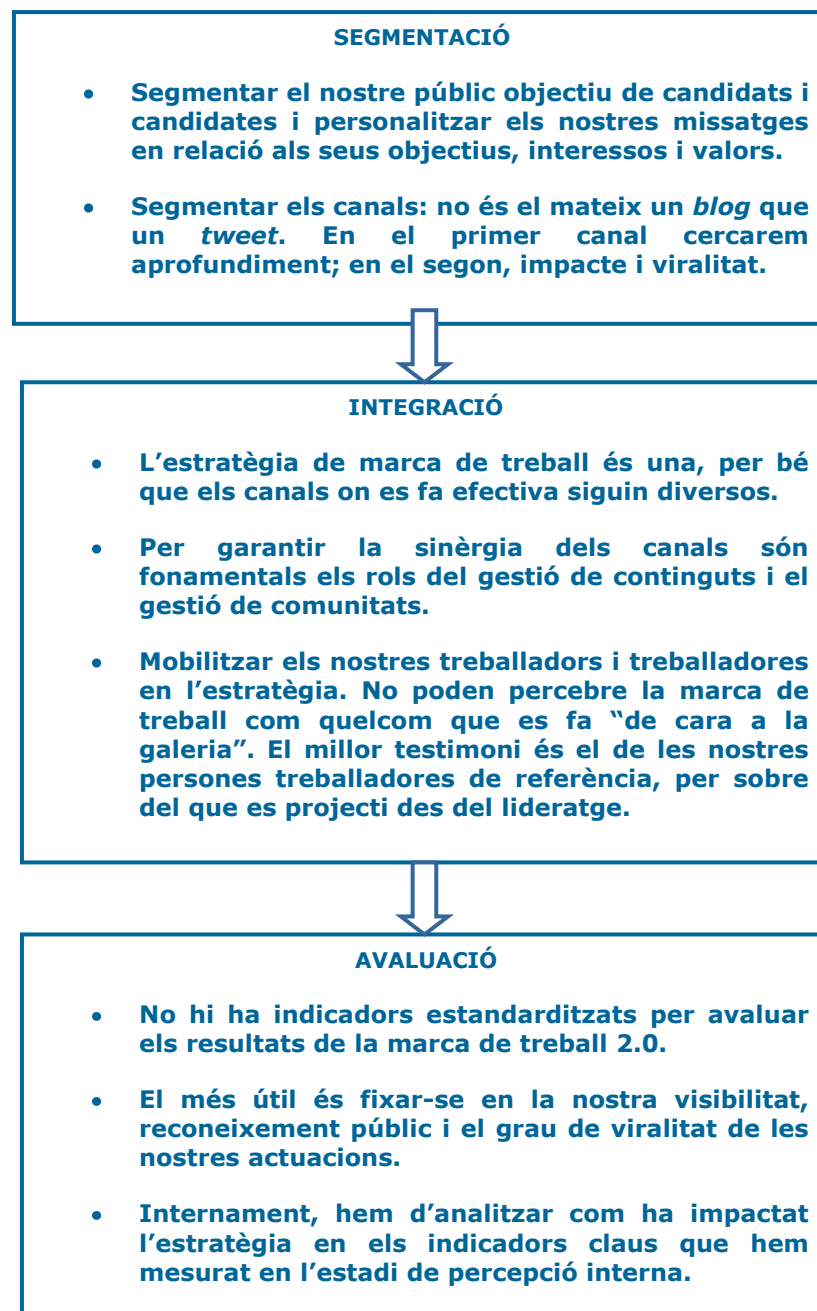 SEGMENTACIÓ
• Segmentar el nostre públic objectiu de candidats i
candidates i personalitzar els nostres missatges
en relació als seus objectius, interessos i valors.
• Segmentar els canals: no és el mateix un blog que
un tweet. En el primer canal cercarem
aprofundiment; en el segon, impacte i viralitat.
INTEGRACIÓ
• L’estratègia de marca de treball és una, per bé
que els canals on es fa efectiva siguin diversos.
• Per garantir la sinèrgia dels canals són
fonamentals els rols del gestió de continguts i el
gestió de comunitats.
• Mobilitzar els nostres treballadors i treballadores
en l’estratègia. No poden percebre la marca de
treball com quelcom que es fa “de cara a la
galeria”. El millor testimoni és el de les nostres
persones treballadores de referència, per sobre
del que es projecti des del lideratge.
AVALUACIÓ
• No hi ha indicadors estandarditzats per avaluar
els resultats de la marca de treball 2.0.
• El més útil és fixar-se en la nostra visibilitat,
reconeixement públic i el grau de viralitat de les
nostres actuacions.
• Internament, hem d’analitzar com ha impactat
l’estratègia en els indicadors claus que hem
mesurat en l’estadi de percepció interna.